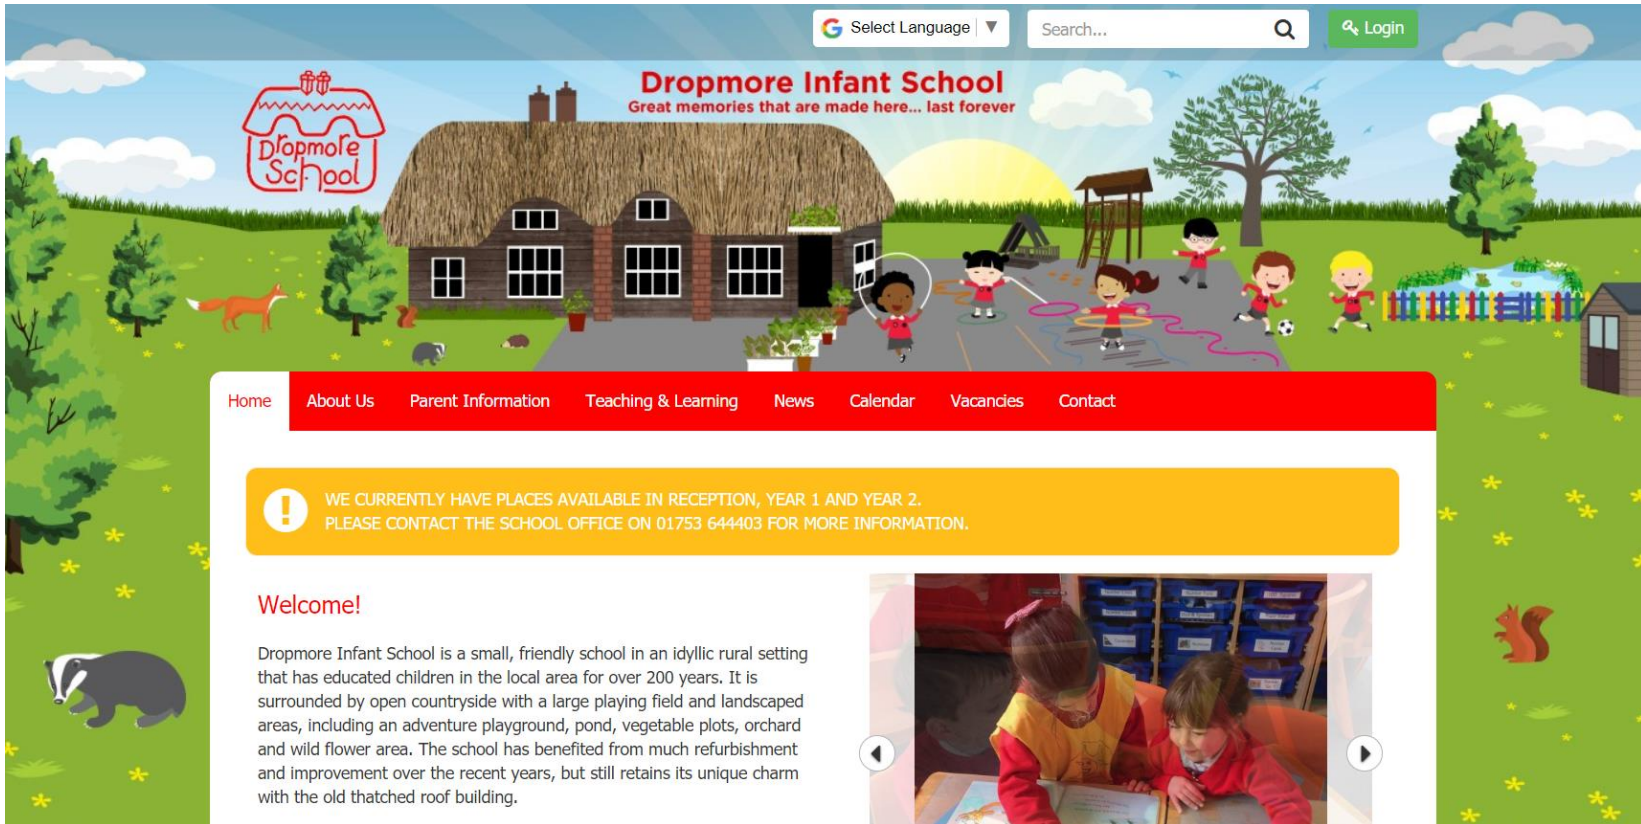 Select Language ▼
Search...
Login
Dropmore Infant School
Great memories that are made here... last forever
Dropmore
School
Home
About Us
Parent Information
Teaching & Learning
News
Calendar
Vacancies
Contact
WE CURRENTLY HAVE PLACES AVAILABLE IN RECEPTION, YEAR 1 AND YEAR 2.
PLEASE CONTACT THE SCHOOL OFFICE ON 01753 644403 FOR MORE INFORMATION.
Welcome!
Dropmore Infant School is a small, friendly school in an idyllic rural setting
that has educated children in the local area for over 200 years. It is
surrounded by open countryside with a large playing field and landscaped
areas, including an adventure playground, pond, vegetable plots, orchard
and wild flower area. The school has benefited from much refurbishment
and improvement over the recent years, but still retains its unique charm
with the old thatched roof building.